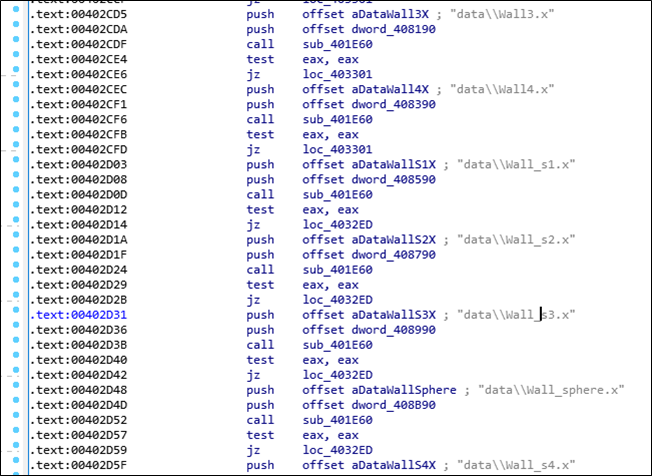 jz loc_403301
.text:00402CD5 push offset aDataWall3X ; "data\\Wall3.x"
.text:00402CDA push offset dword_408190
.text:00402CDF call sub_401E60
.text:00402CE4 test eax, eax
.text:00402CE6 jz loc_403301
.text:00402CEC push offset aDataWall4X ; "data\\Wall4.x"
.text:00402CF1 push offset dword_408390
.text:00402CF6 call sub_401E60
.text:00402CFB test eax, eax
.text:00402CFD jz loc_403301
.text:00402D03 push offset aDataWallS1X ; "data\\Wall_s1.x"
.text:00402D08 push offset dword_408590
.text:00402D0D call sub_401E60
.text:00402D12 test eax, eax
.text:00402D14 jz loc_4032ED
.text:00402D1A push offset aDataWallS2X ; "data\\Wall_s2.x"
.text:00402D1F push offset dword_408790
.text:00402D24 call sub_401E60
.text:00402D29 test eax, eax
.text:00402D2B jz loc_4032ED
.text:00402D31 push offset aDataWallS3X ; "data\\Wall_s3.x"
.text:00402D36 push offset dword_408990
.text:00402D3B call sub_401E60
.text:00402D40 test eax, eax
.text:00402D42 jz loc_4032ED
.text:00402D48 push offset aDataWallSphere ; "data\\Wall_sphere.x"
.text:00402D4D push offset dword_408B90
.text:00402D52 call sub_401E60
.text:00402D57 test eax, eax
.text:00402D59 jz loc_4032ED
.text:00402D5F push offset aDataWallS4X ; "data\\Wall_s4.x"